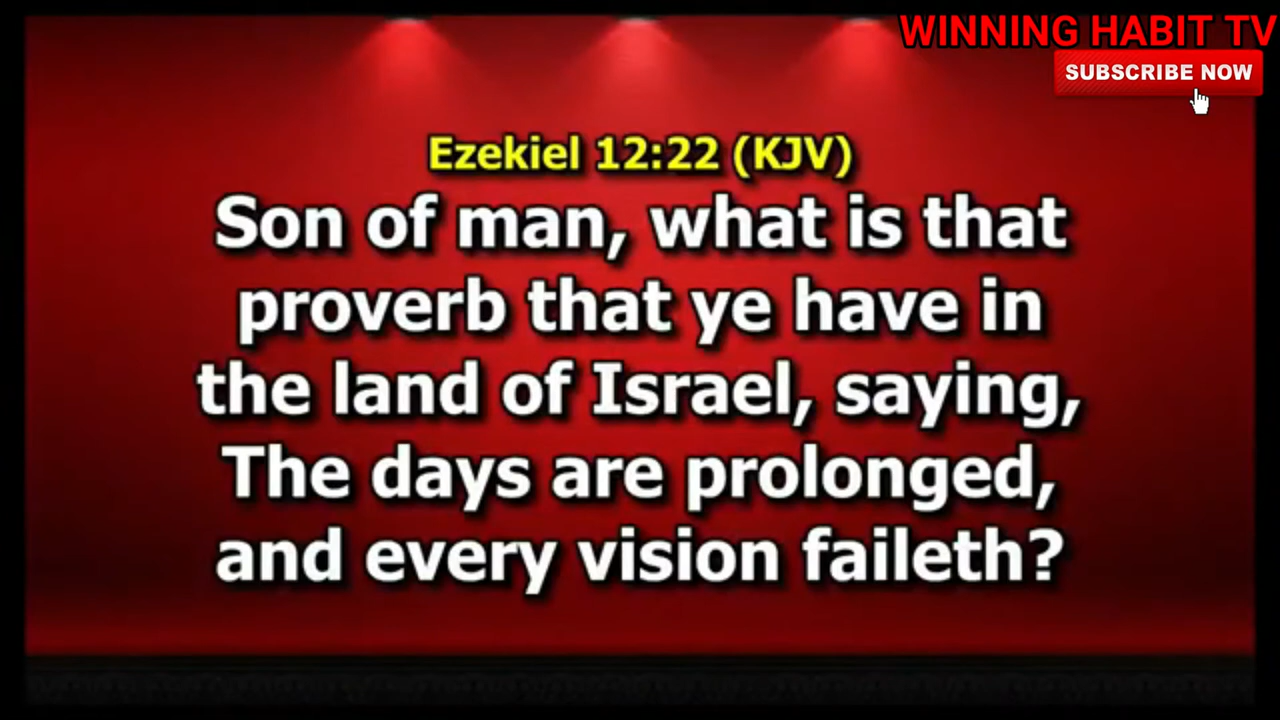 WINNING HABIT TV
SUBSCRIBE NOW
Ezekiel 12:22 (KJV)
Son of man, what is that
proverb that ye have in
the land of Israel, saying,
The days are prolonged,
and every vision faileth?